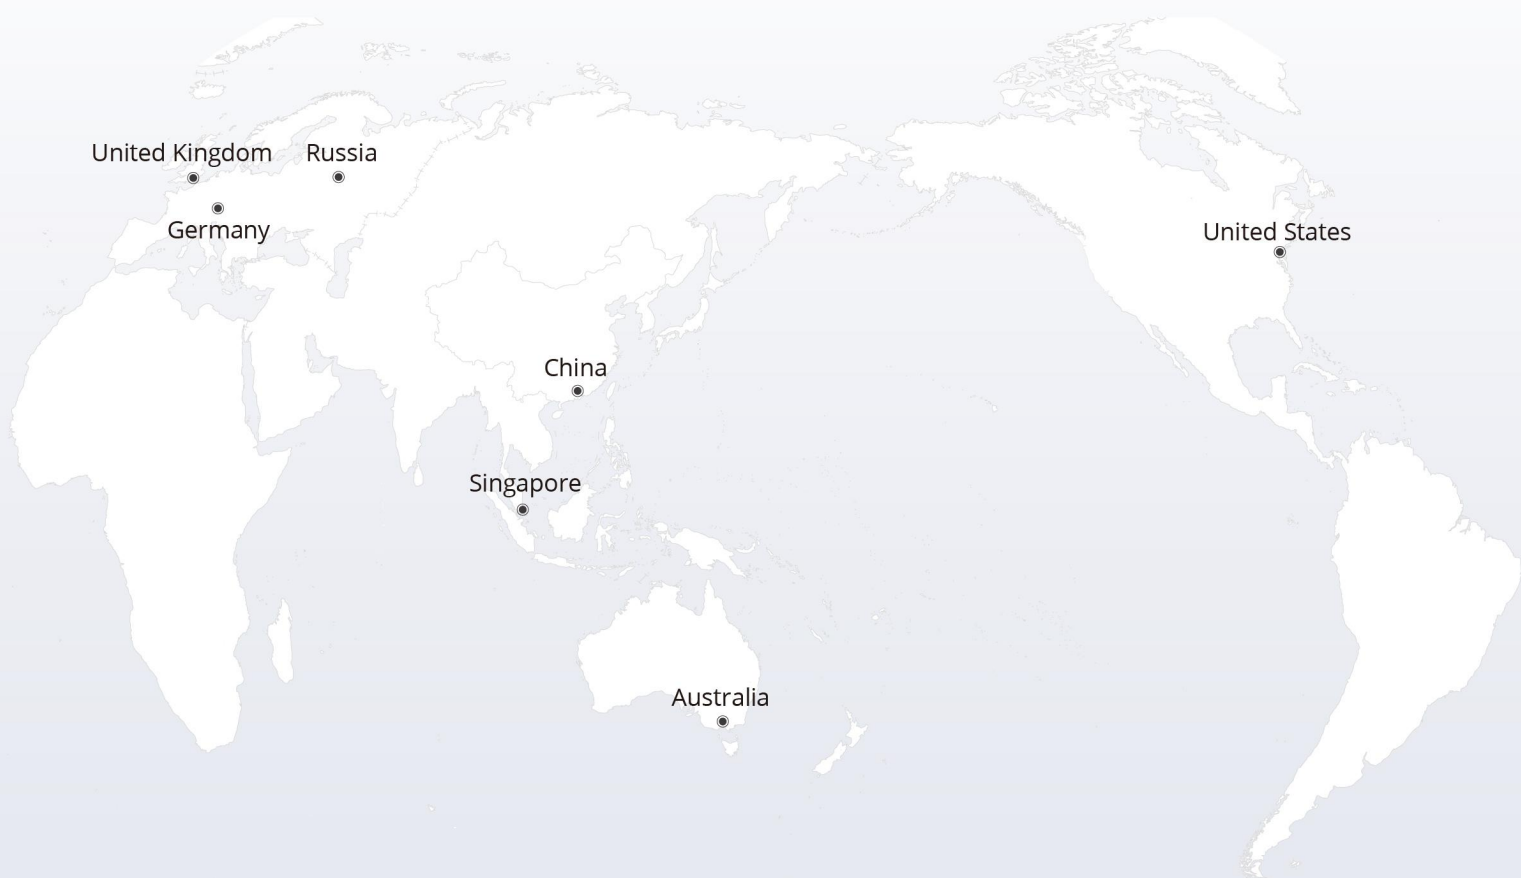 United Kingdom
Russia
Germany
United States
China
Singapore
Australia